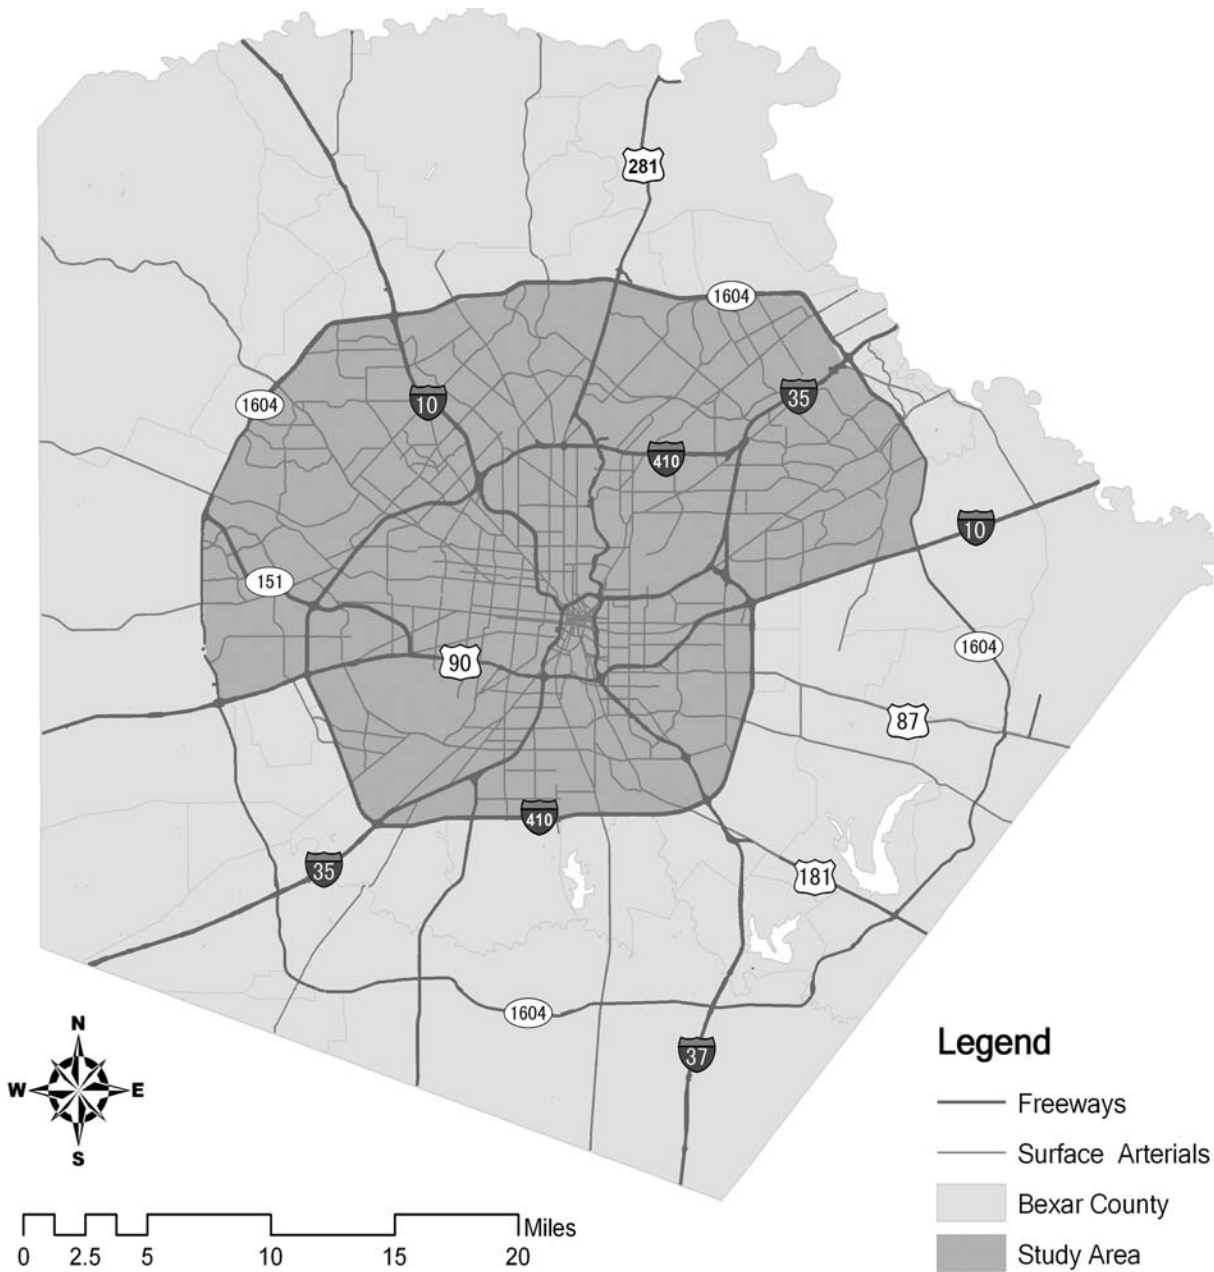 281
1604
1604
10
35
410
10
151
1604
90
87
410
35
181
1604
37
N
W E
S
Legend
Freeways
Surface Arterials
Bexar County
Study Area
Miles
0 2.5 5 10 15 20